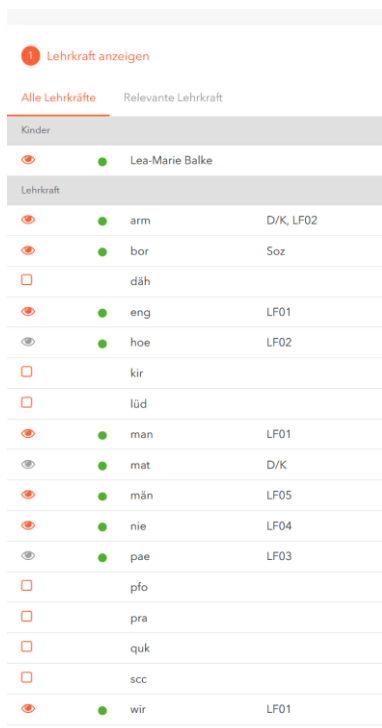 1 Lehrkraft anzeigen
Alle Lehrkräfte Relevante Lehrkraft
Kinder
Lea-Marie Balke
Lehrkraft
arm D/K, LF02
bor Soz
däh
eng LF01
hoe LF02
kir
lüd
man LF01
mat D/K
män LF05
nie LF04
pae LF03
pfo
pra
quk
scc
wir LF01